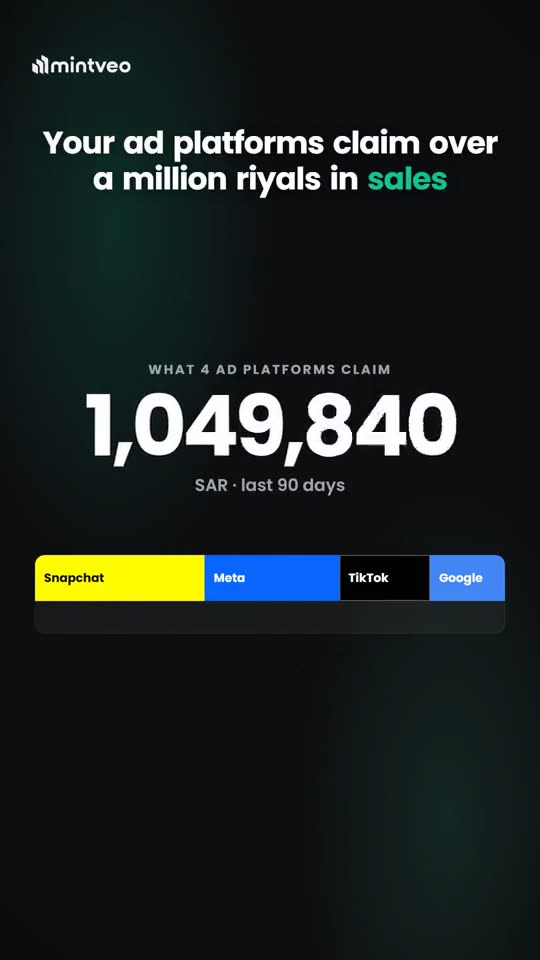 mintveo
Your ad platforms claim over
a million riyals in sales
WHAT 4 AD PLATFORMS CLAIM
1,049,840
SAR · last 90 days
Snapchat
Meta
TikTok
Google